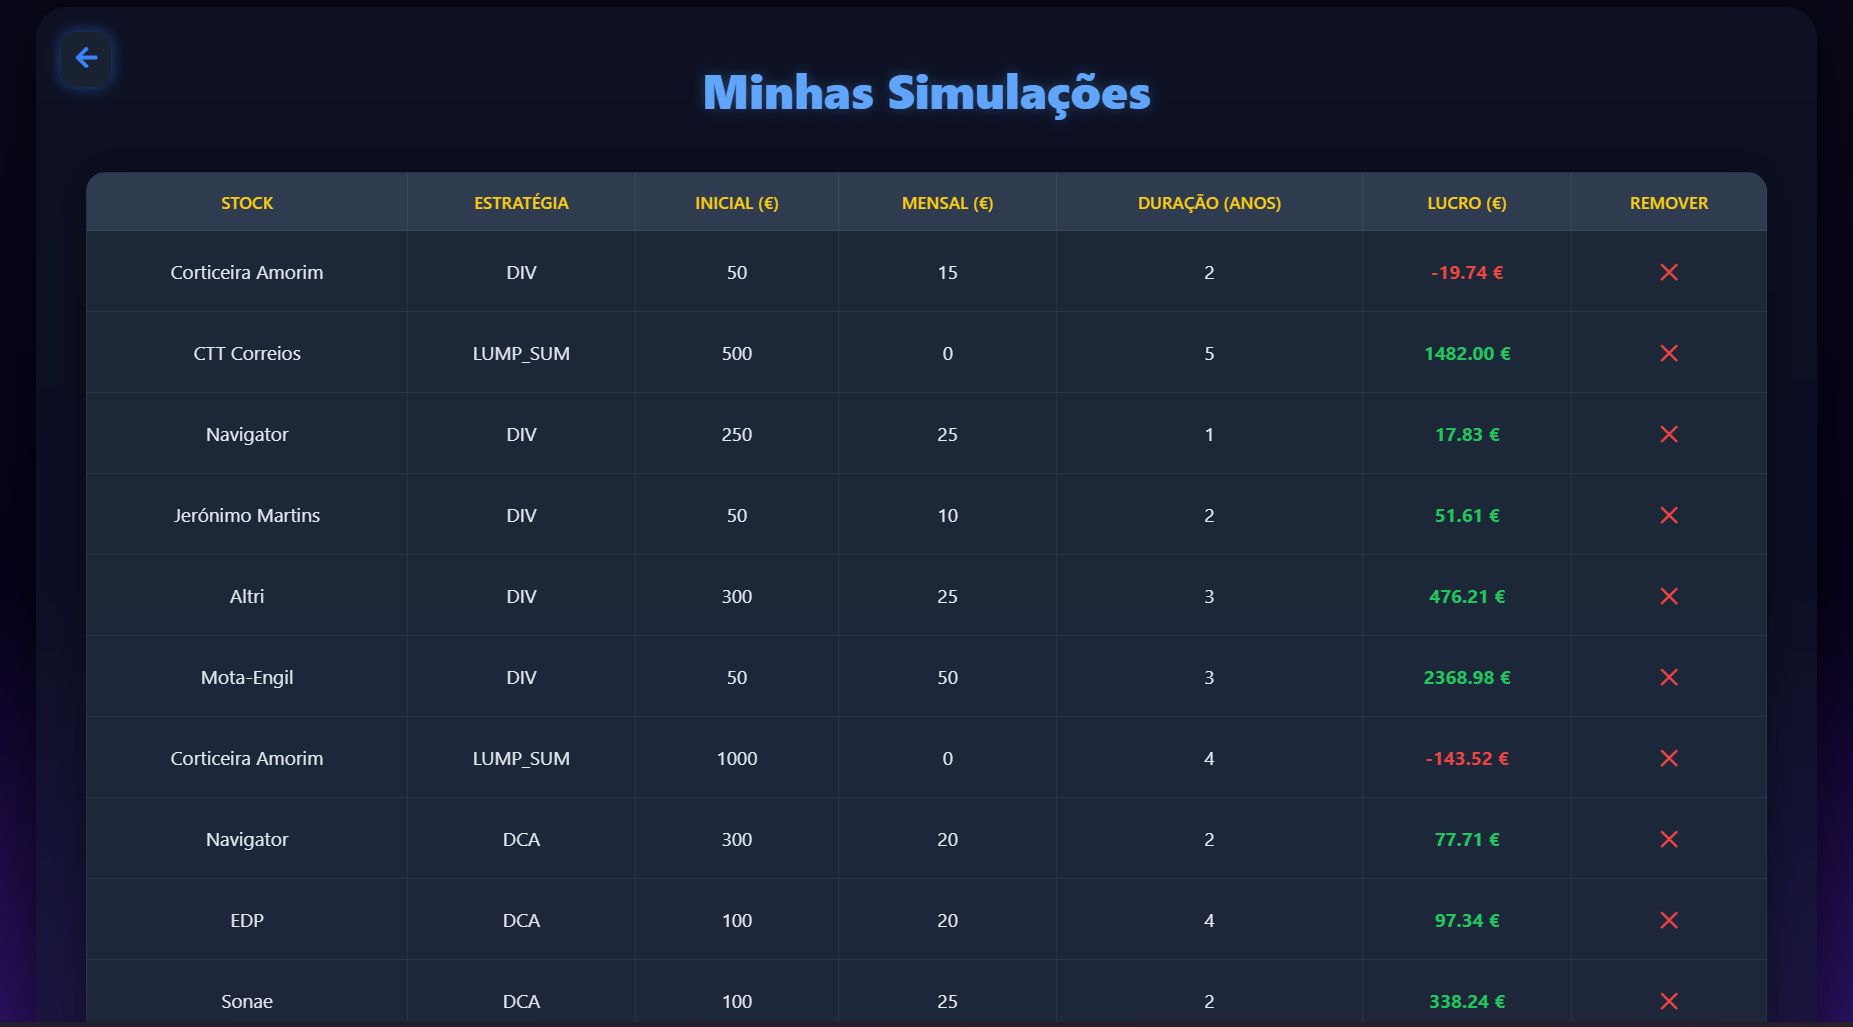 Minhas Simulações
STOCK ESTRATÉGIA INICIAL (€) MENSAL (€) DURAÇÃO (ANOS) LUCRO (€) REMOVER
Corticeira Amorim DIV 50 15 2 -19.74 €
CTT Correios LUMP_SUM 500 0 5 1482.00 €
Navigator DIV 250 25 1 17.83 €
Jerónimo Martins DIV 50 10 2 51.61 €
Altri DIV 300 25 3 476.21 €
Mota-Engil DIV 50 50 3 2368.98 €
Corticeira Amorim LUMP_SUM 1000 0 4 -143.52 €
Navigator DCA 300 20 2 77.71 €
EDP DCA 100 20 4 97.34 €
Sonae DCA 100 25 2 338.24 €